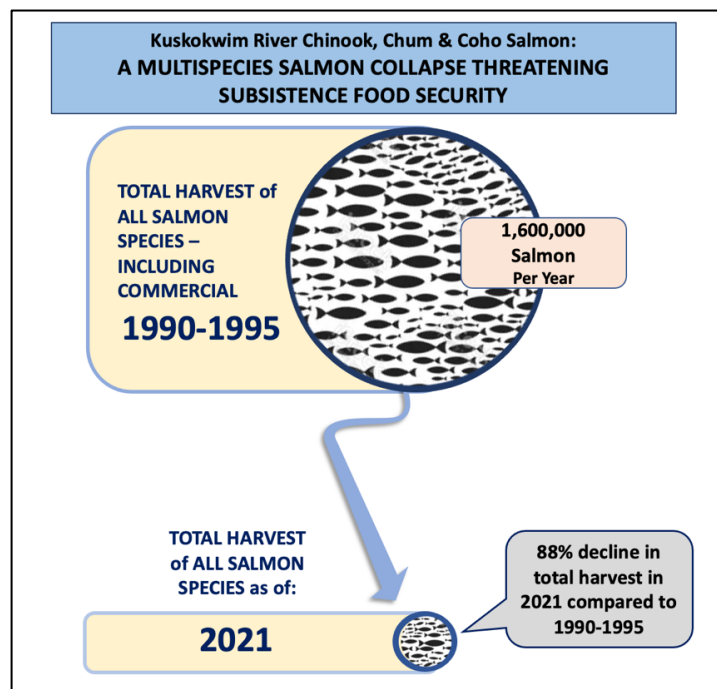 Kuskokwim River Chinook, Chum & Coho Salmon:
A MULTISPECIES SALMON COLLAPSE THREATENING
SUBSISTENCE FOOD SECURITY
TOTAL HARVEST of
ALL SALMON
SPECIES –
INCLUDING
COMMERCIAL
1990-1995
1,600,000
Salmon
Per Year
TOTAL HARVEST
of ALL SALMON
SPECIES as of:
2021
88% decline in
total harvest in
2021 compared to
1990-1995